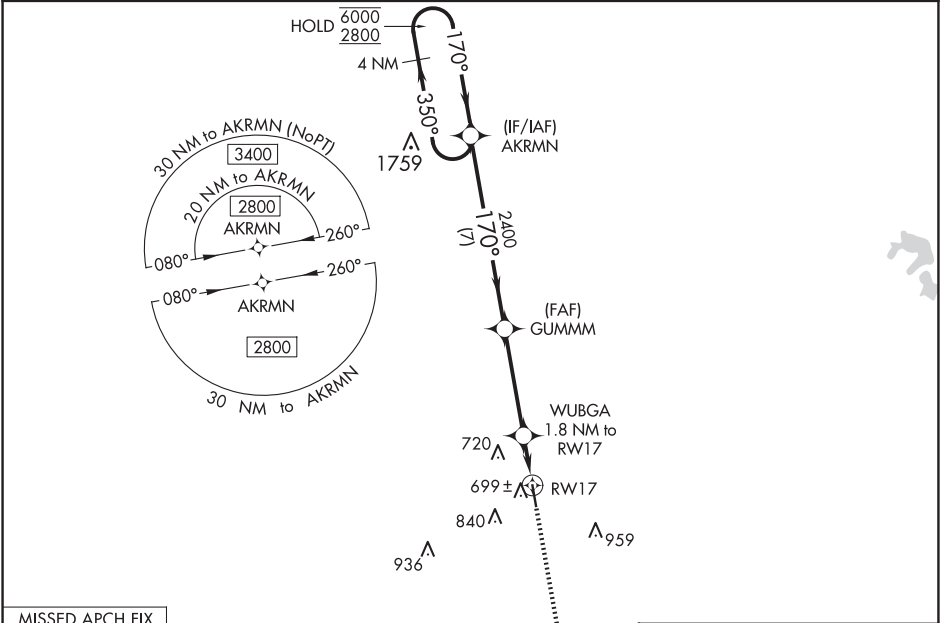 HOLD 6000
2800
4 NM
170°
350°
(IF/IAF)
AKRMN
1759
30 NM to AKRMN (NoPT)
3400
20 NM to AKRMN
2800
AKRMN
080°
260°
080°
260°
AKRMN
2800
30 NM to AKRMN
2400
170°
(7)
(FAF)
GUMMM
WUBGA
1.8 NM to
RW17
720
699±
RW17
840
959
936
MISSED APCH FIX